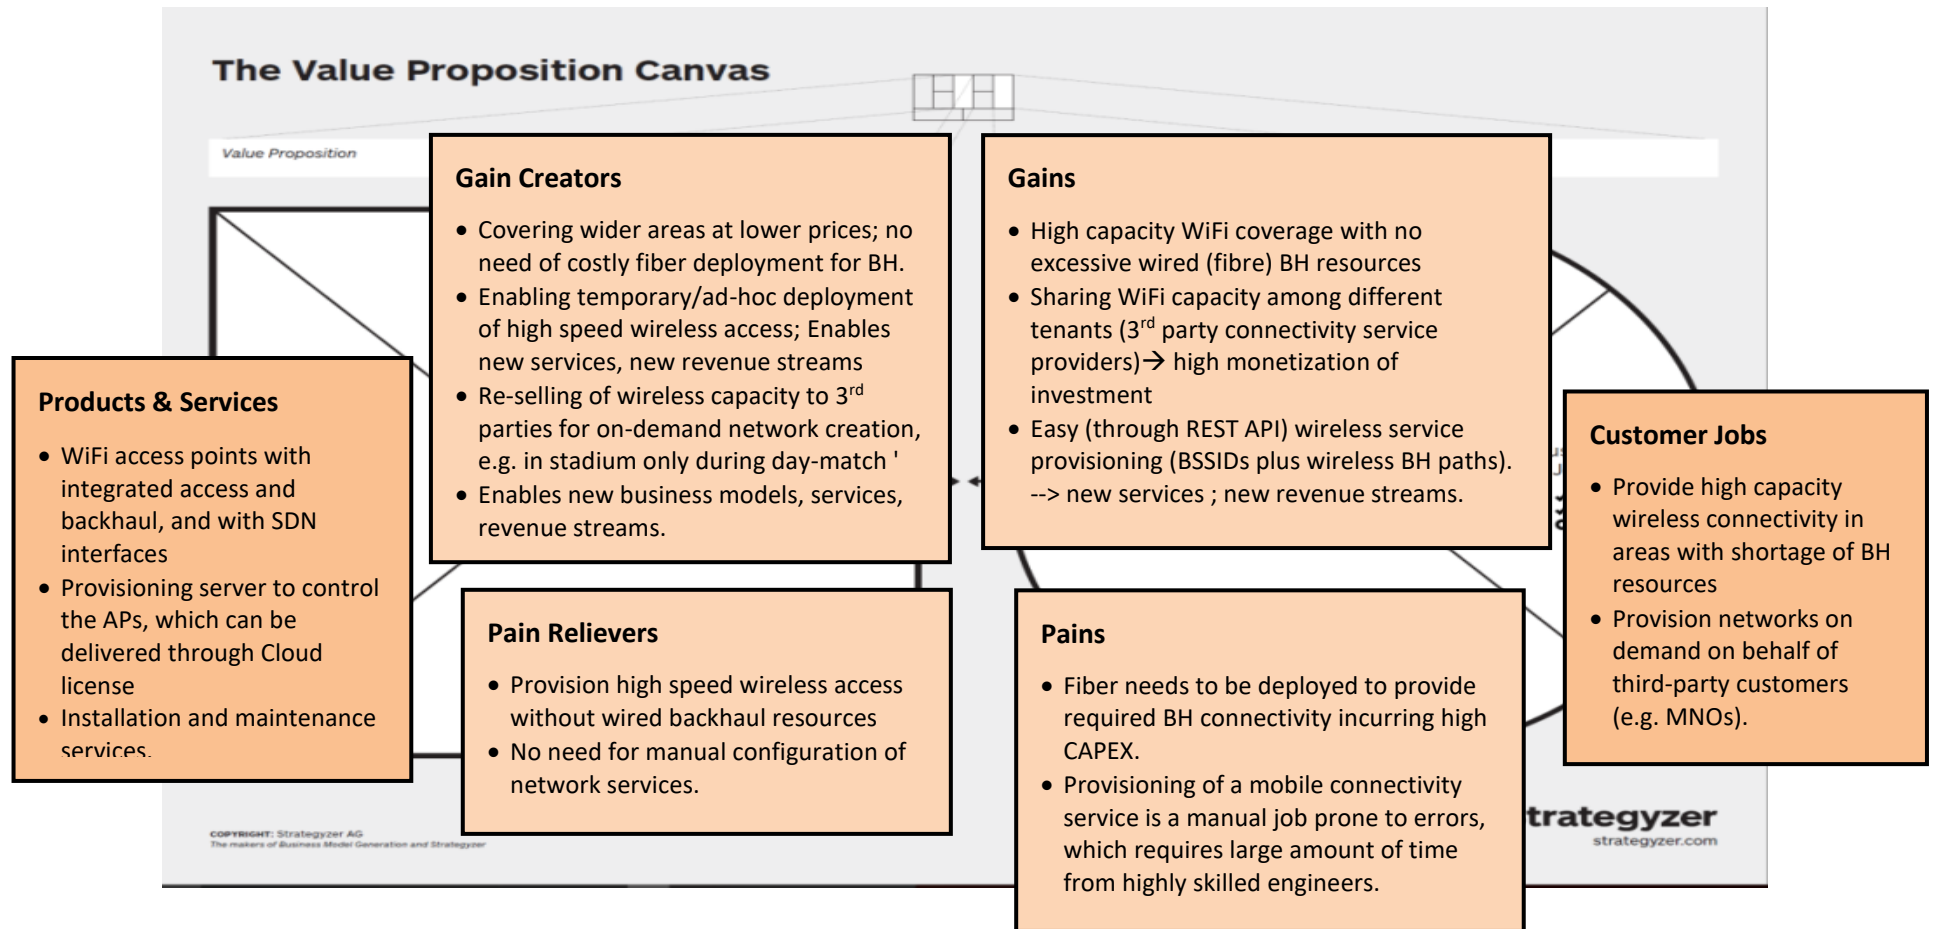 The Value Proposition Canvas
Value Proposition
Gain Creators
• Covering wider areas at lower prices; no
need of costly fiber deployment for BH.
• Enabling temporary/ad-hoc deployment
of high speed wireless access; Enables
new services, new revenue streams
• Re-selling of wireless capacity to 3rd
parties for on-demand network creation,
e.g. in stadium only during day-match '
• Enables new business models, services,
revenue streams.
Gains
• High capacity WiFi coverage with no
excessive wired (fibre) BH resources
• Sharing WiFi capacity among different
tenants (3rd party connectivity service
providers)→ high monetization of
investment
• Easy (through REST API) wireless service
provisioning (BSSIDs plus wireless BH paths).
--> new services ; new revenue streams.
Products & Services
• WiFi access points with
integrated access and
backhaul, and with SDN
interfaces
• Provisioning server to control
the APs, which can be
delivered through Cloud
license
• Installation and maintenance
services.
Customer Jobs
• Provide high capacity
wireless connectivity in
areas with shortage of BH
resources
• Provision networks on
demand on behalf of
third-party customers
(e.g. MNOs).
Pain Relievers
• Provision high speed wireless access
without wired backhaul resources
• No need for manual configuration of
network services.
Pains
• Fiber needs to be deployed to provide
required BH connectivity incurring high
CAPEX.
• Provisioning of a mobile connectivity
service is a manual job prone to errors,
which requires large amount of time
from highly skilled engineers.
COPYRIGHT: Strategyzer AG
The makers of Business Model Generation and Strategyzer
trategyzer
strategyzer.com